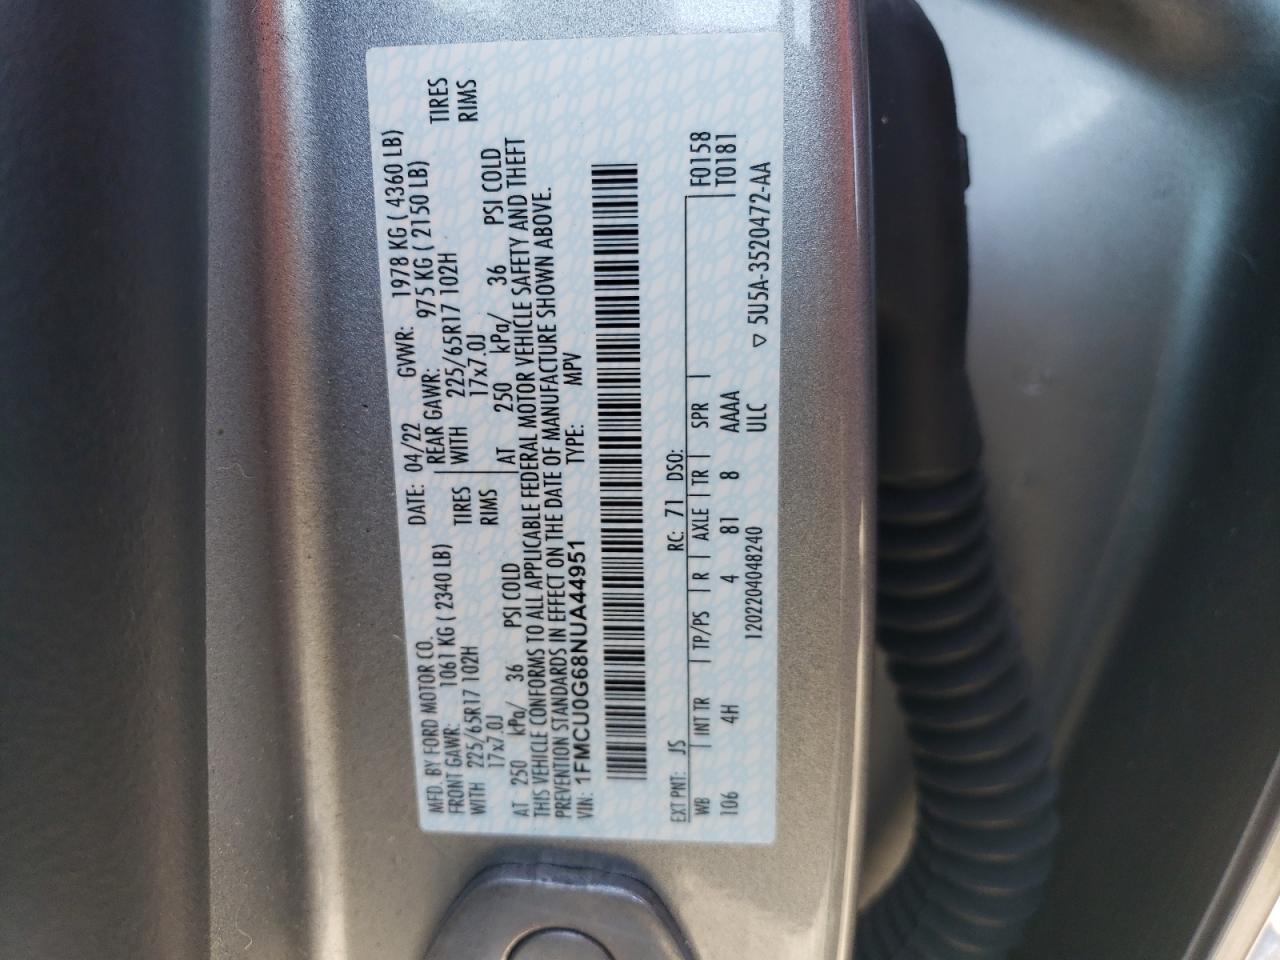 MFD. BY FORD MOTOR CO. DATE: 04/22 GVWR: 1978 KG ( 4360 LB)
FRONT GAWR: 1061 KG ( 2340 LB) REAR GAWR: 975 KG ( 2150 LB)
WITH 225/65R17 102H TIRES WITH 225/65R17 102H TIRES
17x7.0J RIMS 17x7.0J RIMS
AT 250 kPa/ 36 PSI COLD AT 250 kPa/ 36 PSI COLD
THIS VEHICLE CONFORMS TO ALL APPLICABLE FEDERAL MOTOR VEHICLE SAFETY AND THEFT
PREVENTION STANDARDS IN EFFECT ON THE DATE OF MANUFACTURE SHOWN ABOVE.
VIN: 1FMCU0G68NUA44951 TYPE: MPV
EXT PNT: JS RC: 71 DSO: F0158
WB INT TR TP/PS R AXLE TR SPR T0181
106 4H 4 81 8 AAAA
1202204048240 ULC ▽ 5U5A-3520472-AA